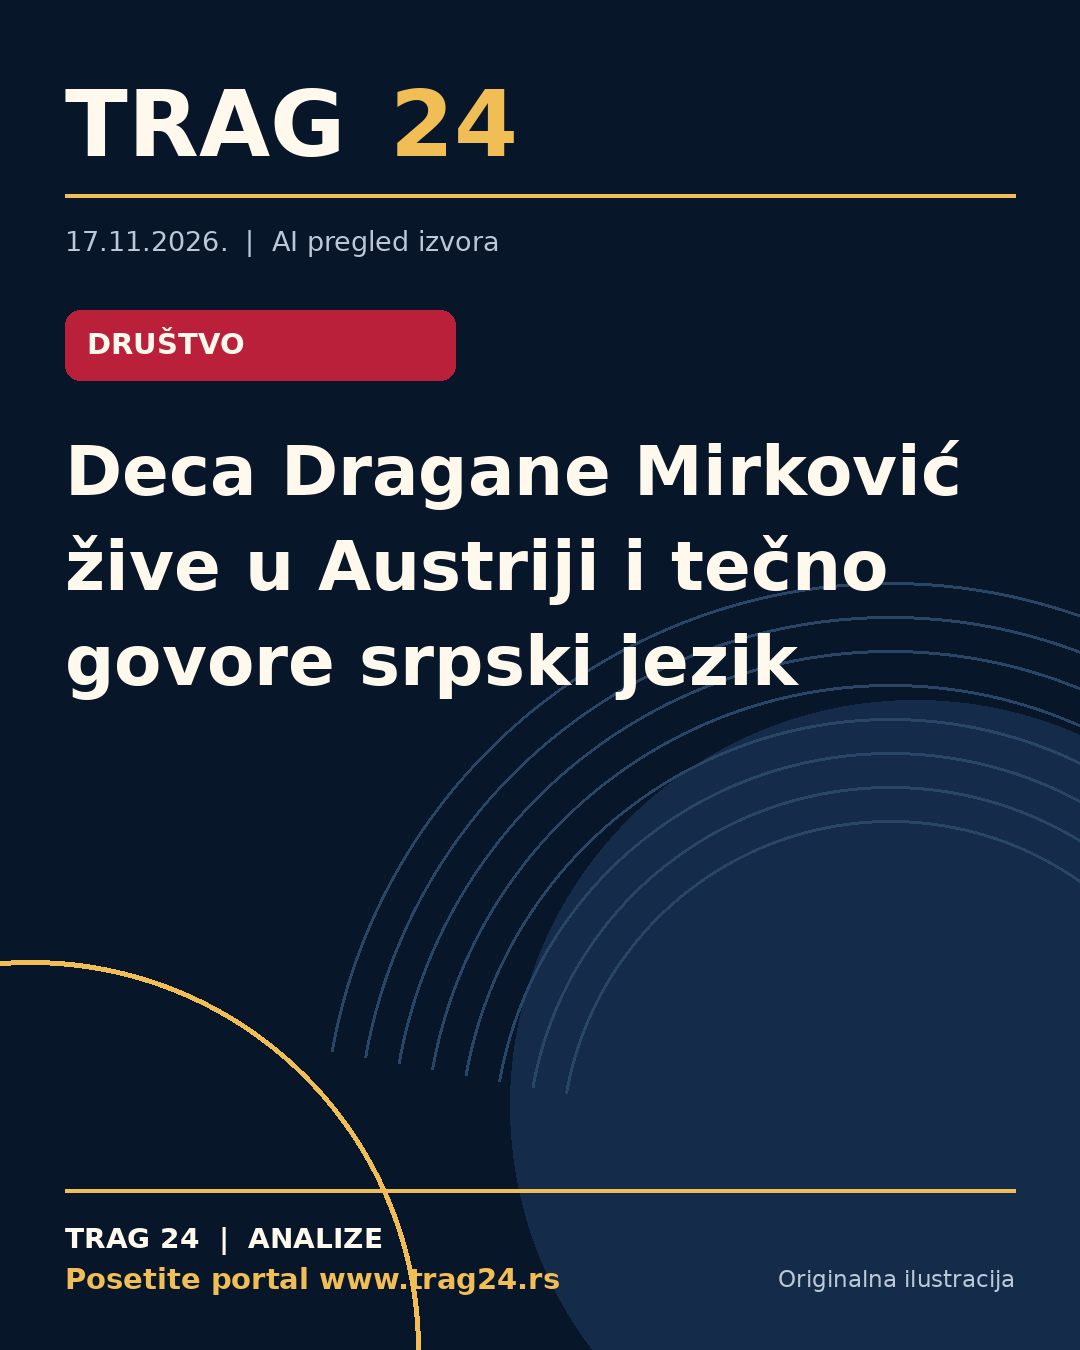 TRAG 24
17.11.2026. | AI pregled izvora
DRUŠTVO
Deca Dragane Mirković
žive u Austriji i tečno
govore srpski jezik
TRAG 24 | ANALIZE
Posetite portal www.trag24.rs
Originalna ilustracija